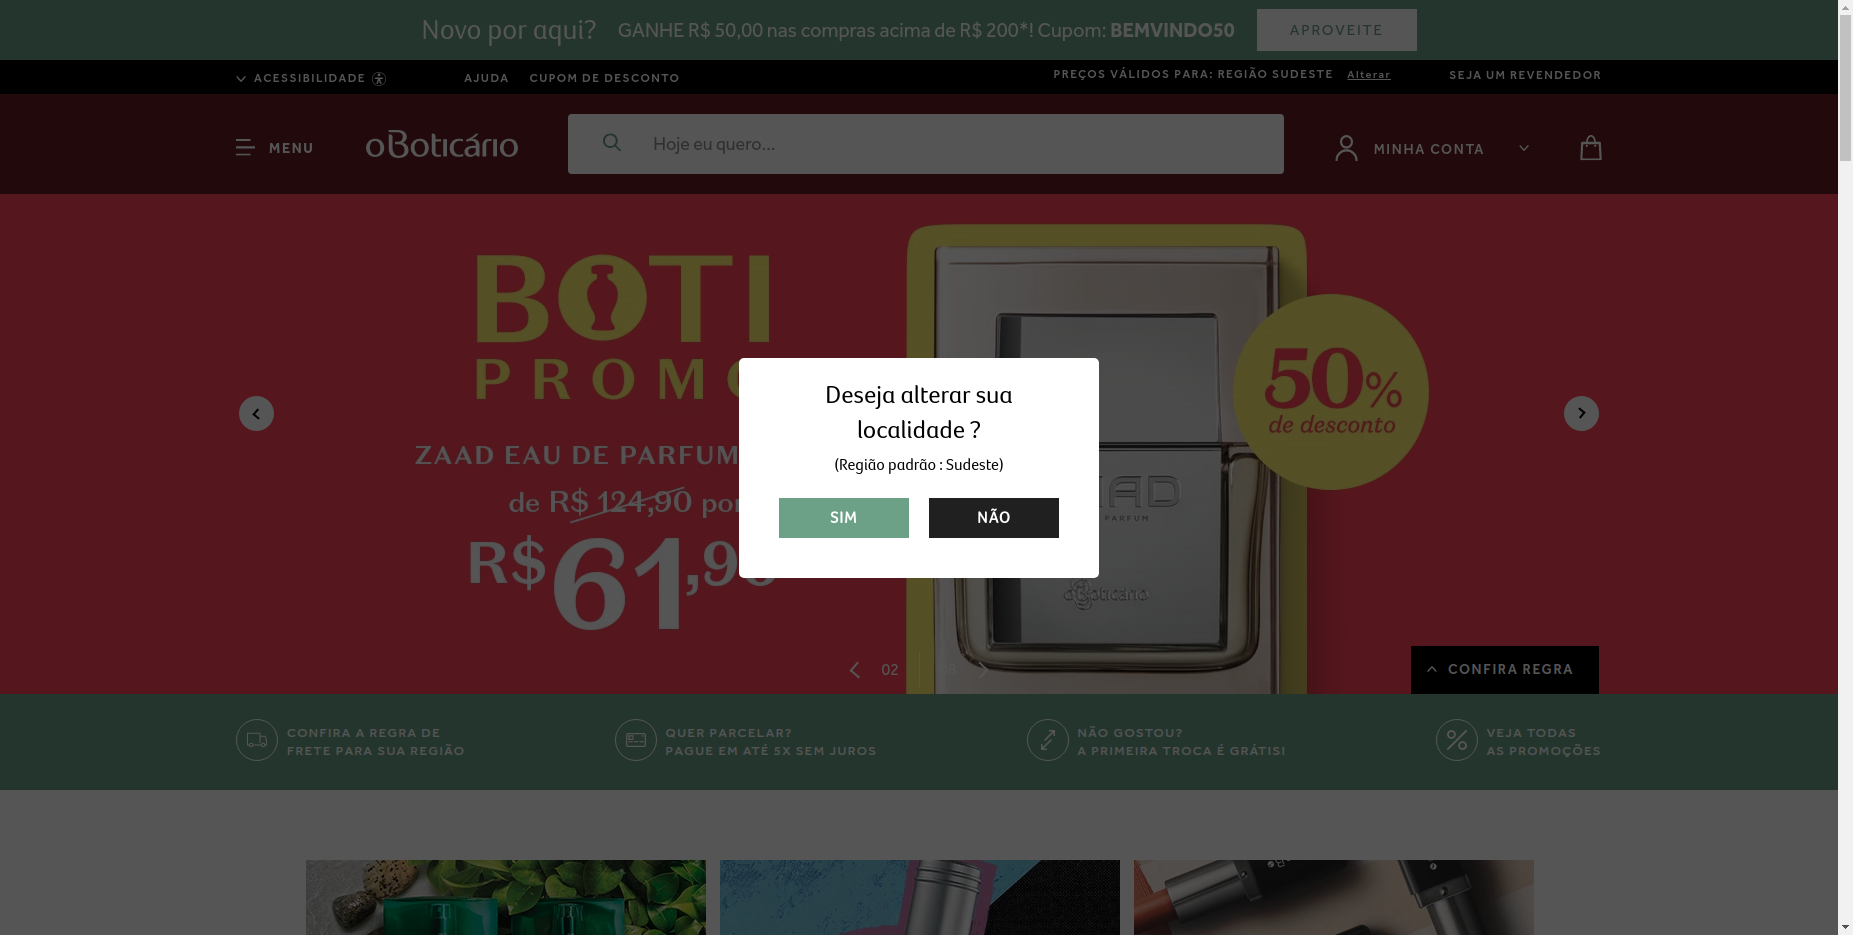 Novo por aqui? GANHE R$ 50,00 nas compras acima de R$ 200*! Cupom: BEMVINDO50 APROVEITE
ACESSIBILIDADE AJUDA CUPOM DE DESCONTO PREÇOS VÁLIDOS PARA: REGIÃO SUDESTE Alterar SEJA UM REVENDEDOR
MENU oBoticário Hoje eu quero... MINHA CONTA
BOTI
PROMO
50%
de desconto
ZAAD EAU DE PARFUM
de R$ 124,90 por
R$61,90
PARFUM
oBoticário
Deseja alterar sua
localidade ?
(Região padrão : Sudeste)
SIM NÃO
02
CONFIRA REGRA
CONFIRA A REGRA DE
FRETE PARA SUA REGIÃO
QUER PARCELAR?
PAGUE EM ATÉ 5X SEM JUROS
NÃO GOSTOU?
A PRIMEIRA TROCA É GRÁTIS!
VEJA TODAS
AS PROMOÇÕES